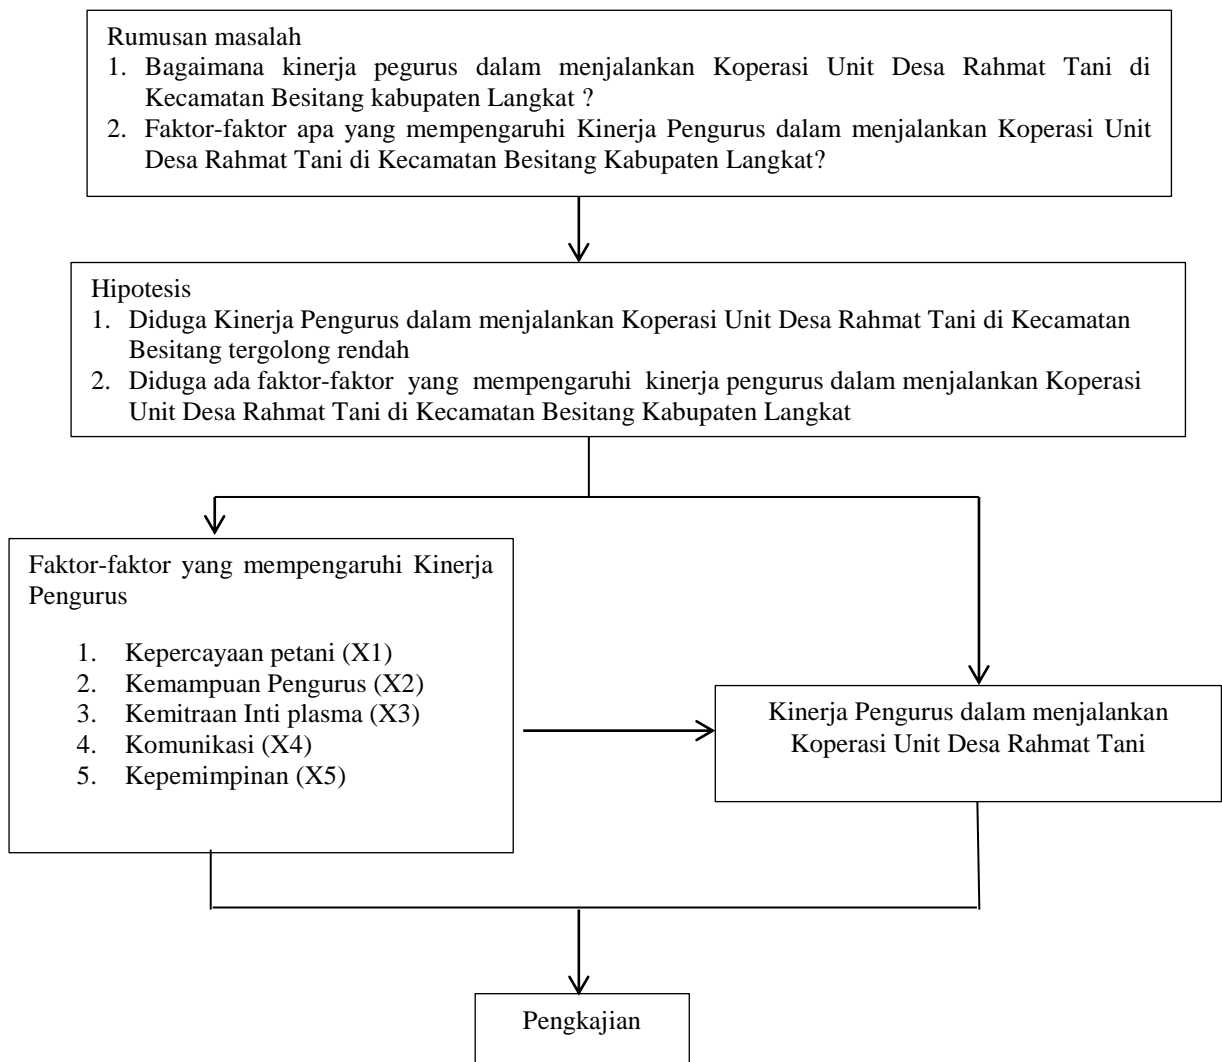 Rumusan masalah
1. Bagaimana kinerja pegurus dalam menjalankan Koperasi Unit Desa Rahmat Tani di
Kecamatan Besitang kabupaten Langkat ?
2. Faktor-faktor apa yang mempengaruhi Kinerja Pengurus dalam menjalankan Koperasi Unit
Desa Rahmat Tani di Kecamatan Besitang Kabupaten Langkat?
Hipotesis
1. Diduga Kinerja Pengurus dalam menjalankan Koperasi Unit Desa Rahmat Tani di Kecamatan
Besitang tergolong rendah
2. Diduga ada faktor-faktor yang mempengaruhi kinerja pengurus dalam menjalankan Koperasi
Unit Desa Rahmat Tani di Kecamatan Besitang Kabupaten Langkat
Faktor-faktor yang mempengaruhi Kinerja
Pengurus
1. Kepercayaan petani (X1)
2. Kemampuan Pengurus (X2)
3. Kemitraan Inti plasma (X3)
4. Komunikasi (X4)
5. Kepemimpinan (X5)
Kinerja Pengurus dalam menjalankan
Koperasi Unit Desa Rahmat Tani
Pengkajian